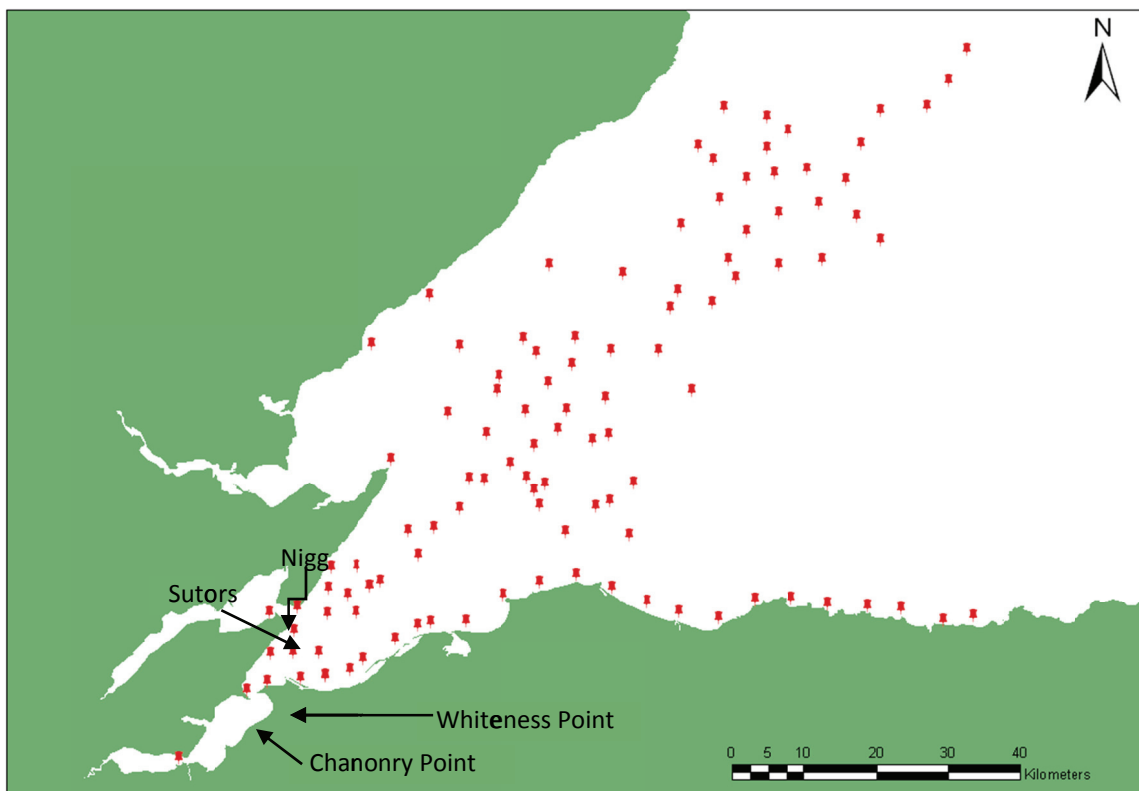 N
Nigg
Sutors
Whiteness Point
Chanonry Point
0 5 10 20 30 40
Kilometers